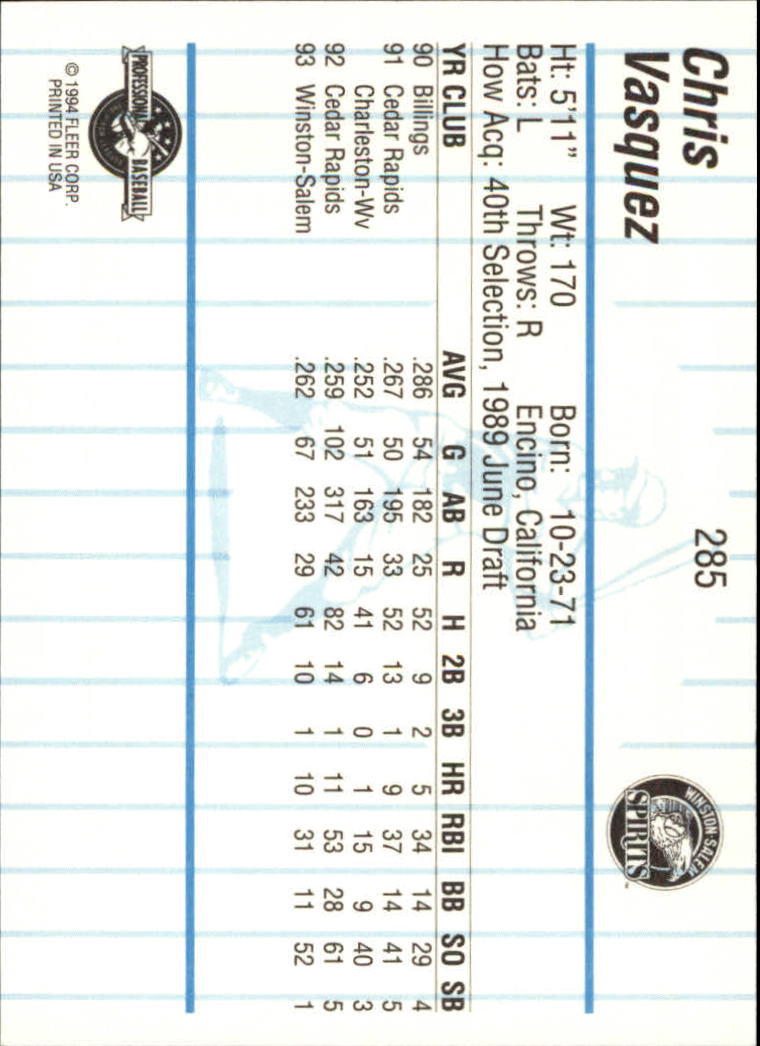 Chris
Vasquez
285
WINSTON-SALEM
SPIRITS
Ht: 5'11" Wt: 170 Born: 10-23-71
Bats: L Throws: R Encino, California
How Acq: 40th Selection, 1989 June Draft
YR CLUB AVG G AB R H 2B 3B HR RBI BB SO SB
90 Billings .286 54 182 25 52 9 2 5 34 14 29 4
91 Cedar Rapids .267 50 195 33 52 13 1 9 37 14 41 5
Charleston-Wv .252 51 163 15 41 6 0 1 15 9 40 3
92 Cedar Rapids .259 102 317 42 82 14 1 11 53 28 61 5
93 Winston-Salem .262 67 233 29 61 10 1 10 31 11 52 1
PROFESSIONAL BASEBALL
© 1994 FLEER CORP.
PRINTED IN USA